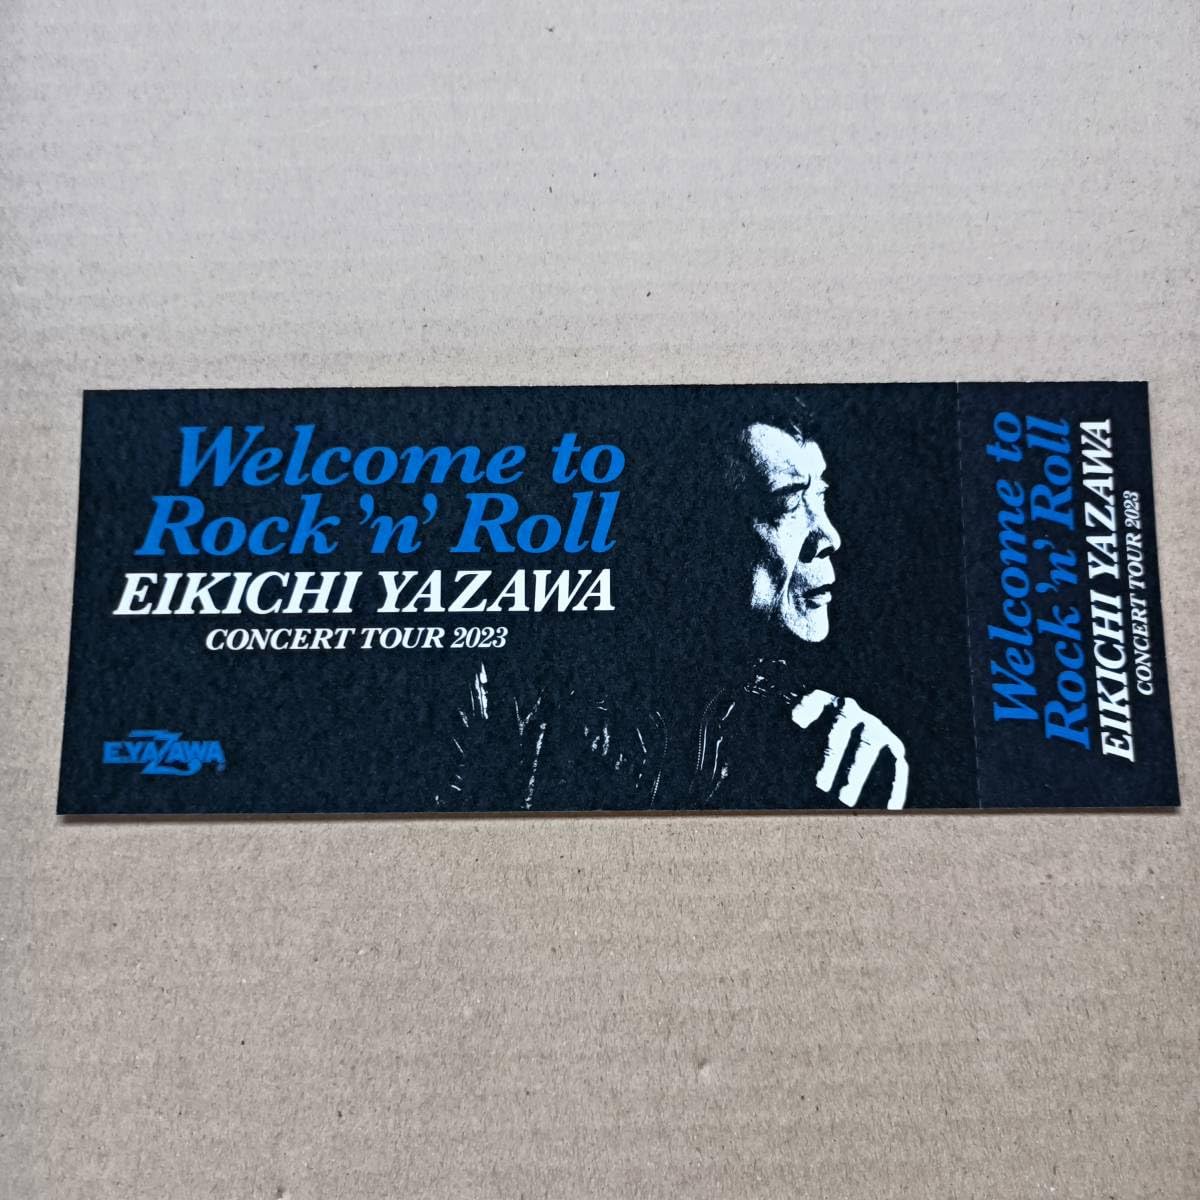 Welcome to
Rock 'n' Roll
EIKICHI YAZAWA
CONCERT TOUR 2023
E.YAZAWA
Welcome to
Rock 'n' Roll
EIKICHI YAZAWA
CONCERT TOUR 2023